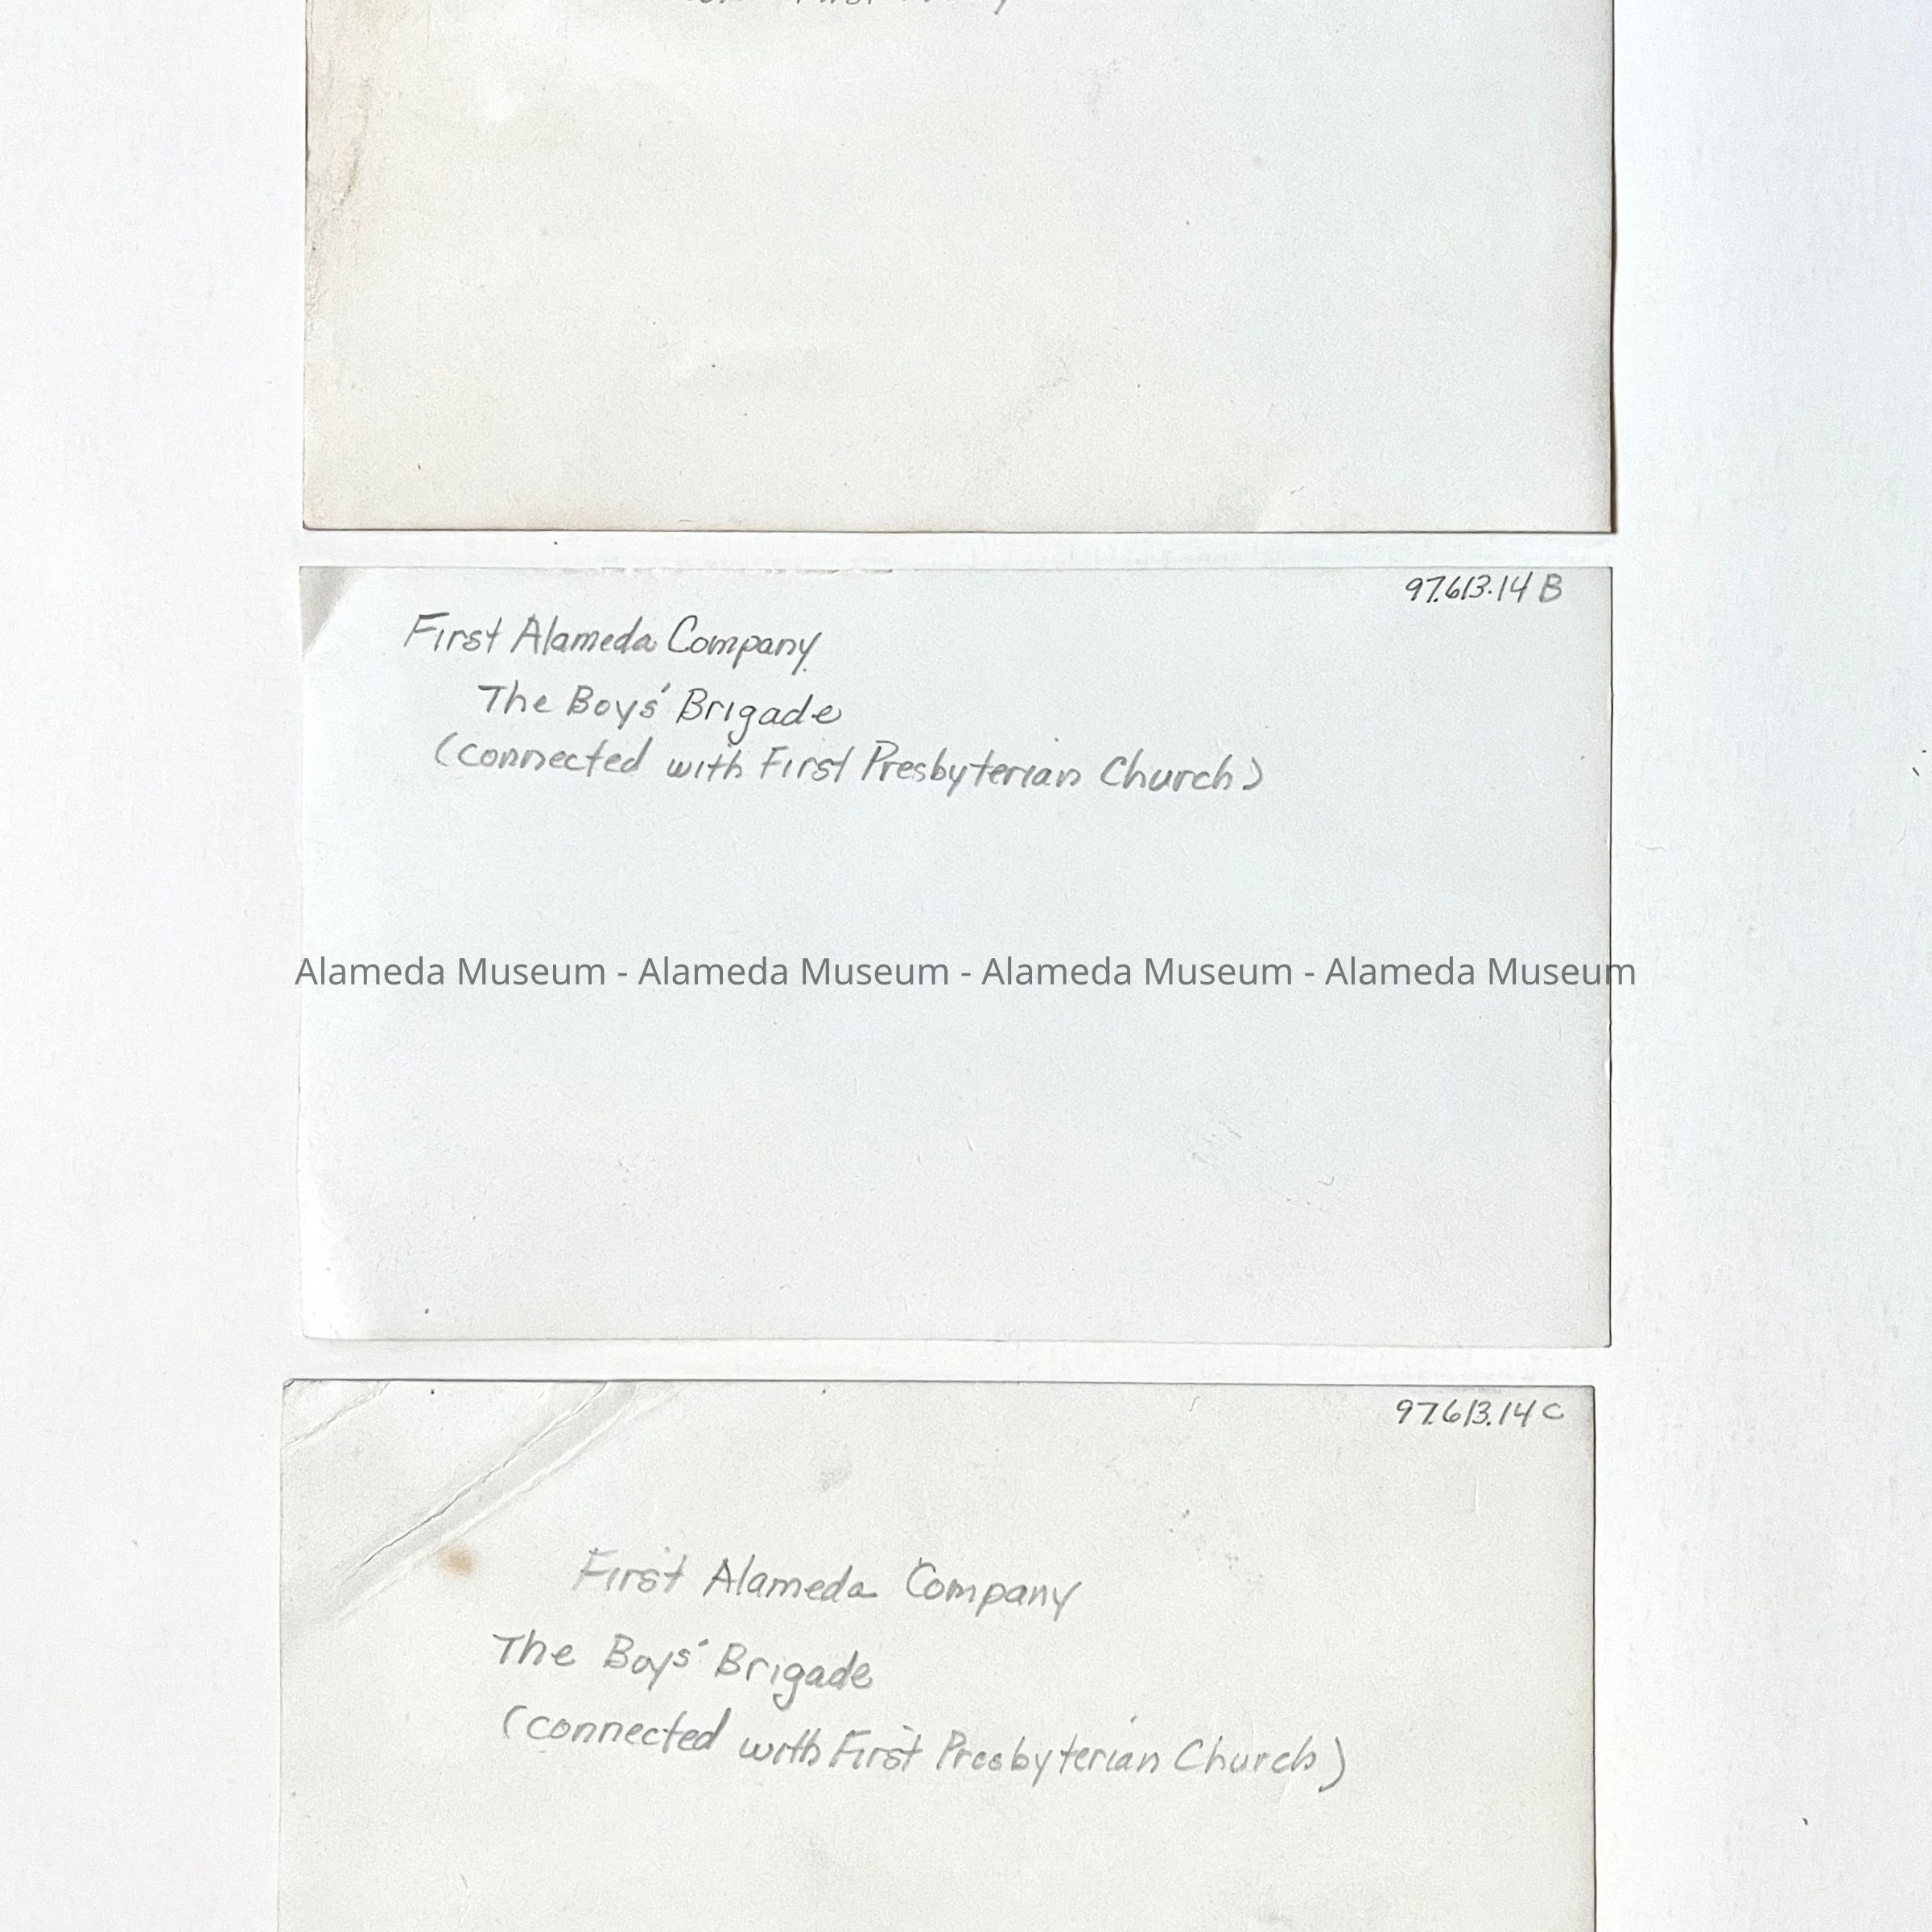 First
97.613.14 B
First Alameda Company
The Boys' Brigade
(connected with First Presbyterian Church)
Alameda Museum - Alameda Museum - Alameda Museum - Alameda Museum
97.613.14 C
First Alameda Company
The Boys' Brigade
(connected with First Presbyterian Church)